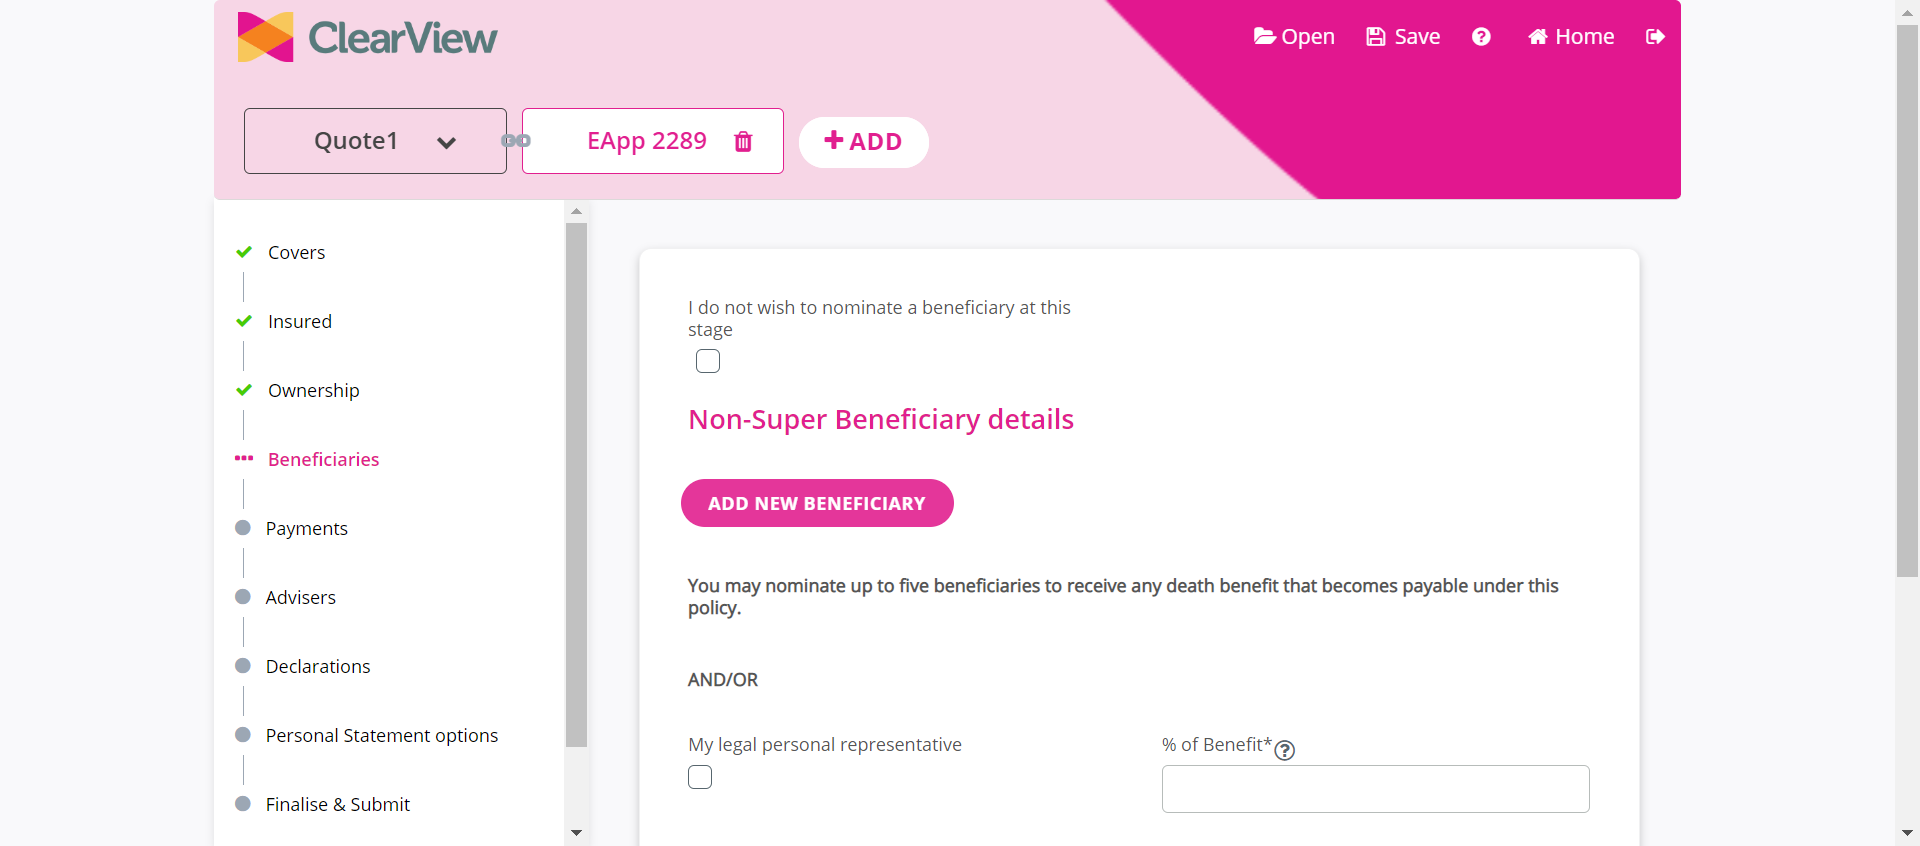 ClearView
Open
Save
Home
Quote1
EApp 2289
ADD
Covers
Insured
Ownership
Beneficiaries
Payments
Advisers
Declarations
Personal Statement options
Finalise & Submit
I do not wish to nominate a beneficiary at this
stage
Non-Super Beneficiary details
ADD NEW BENEFICIARY
You may nominate up to five beneficiaries to receive any death benefit that becomes payable under this
policy.
AND/OR
My legal personal representative
% of Benefit*